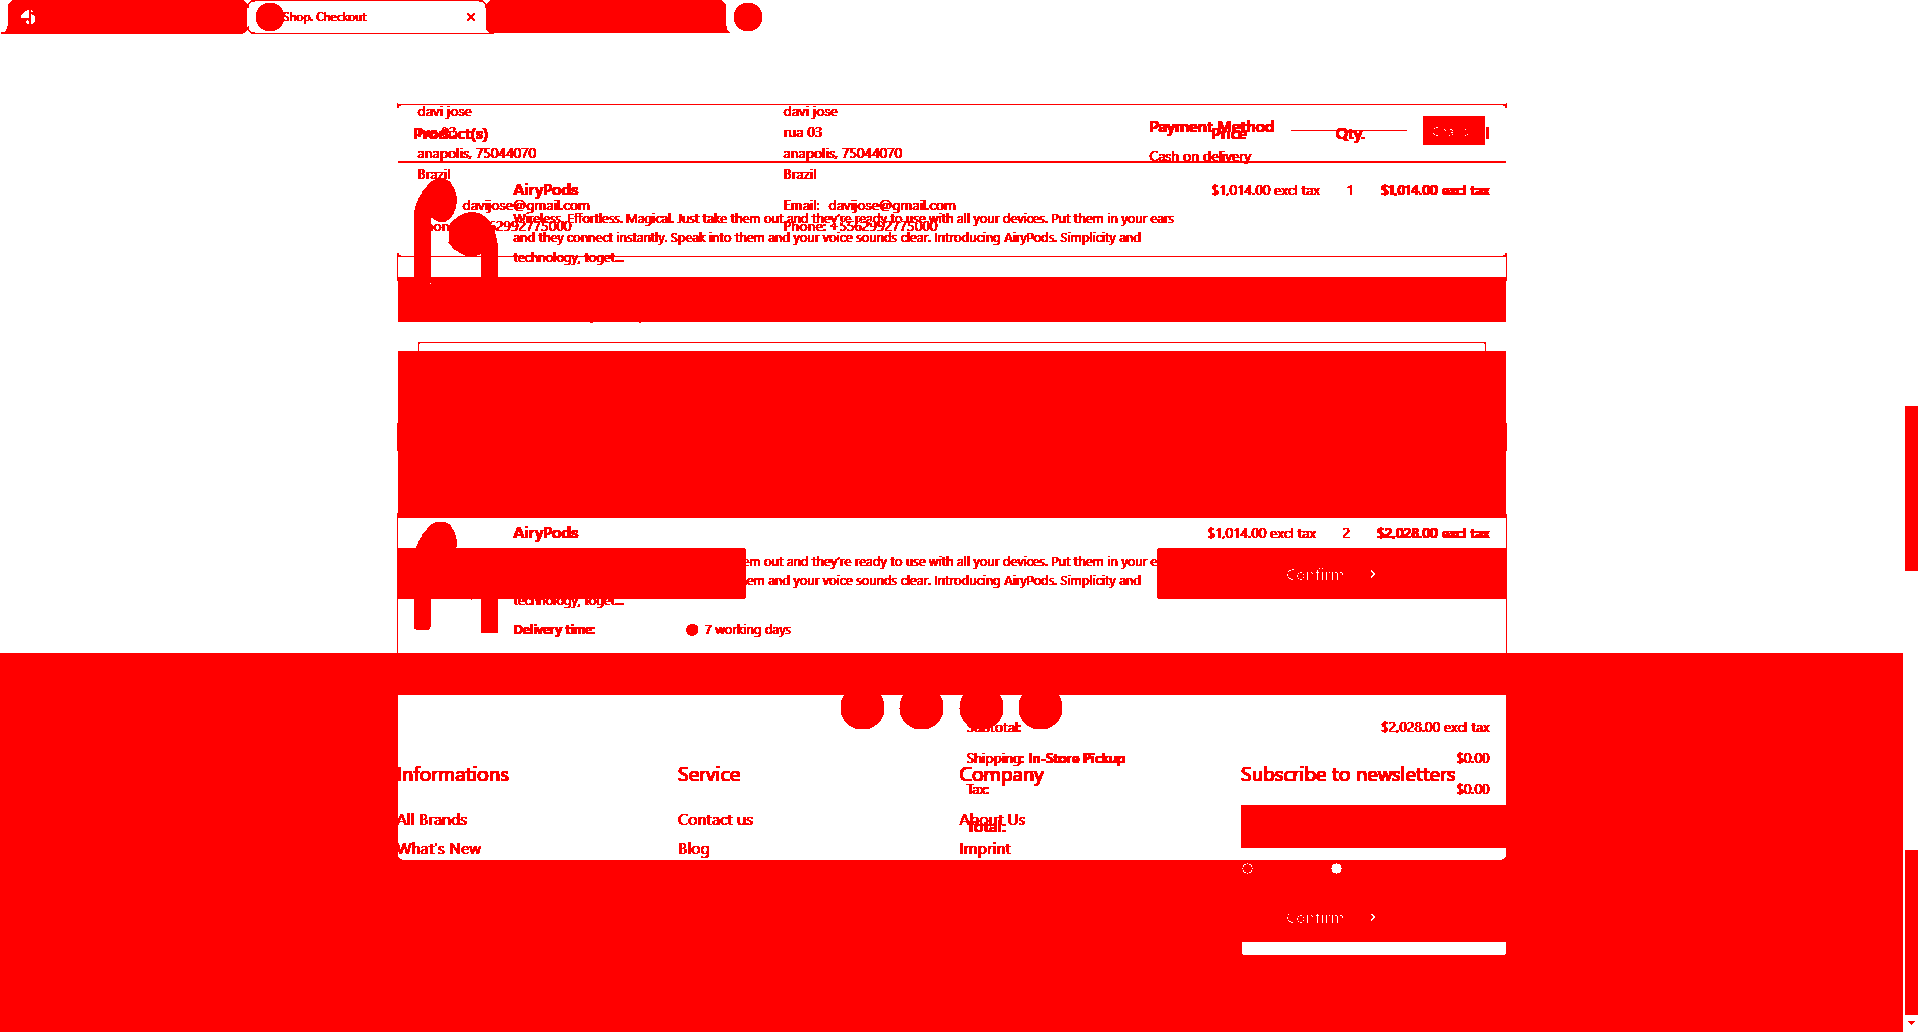 Shop. Checkout
davi jose
davi jose
Product(s)
rua 03
Payment Method
Price
Qty.
anapolis, 75044070
anapolis, 75044070
Cash on delivery
Brazil
Brazil
AiryPods
$1,014.00 excl tax
1
$1,014.00 excl tax
davijose@gmail.com
Email: davijose@gmail.com
Wireless. Effortless. Magical. Just take them out and they're ready to use with all your devices. Put them in your ears
Phone: +5562992775000
and they connect instantly. Speak into them and your voice sounds clear. Introducing AiryPods. Simplicity and
technology, toget...
AiryPods
$1,014.00 excl tax
2
$2,028.00 excl tax
em out and they're ready to use with all your devices. Put them in your e
Confirm
em and your voice sounds clear. Introducing AiryPods. Simplicity and
technology, toget...
Delivery time:
7 working days
Subtotal:
$2,028.00 excl tax
Shipping: In-Store Pickup
$0.00
Informations
Service
Company
Subscribe to newsletters
Tax:
$0.00
All Brands
Contact us
About Us
Total:
What's New
Blog
Imprint
Confirm